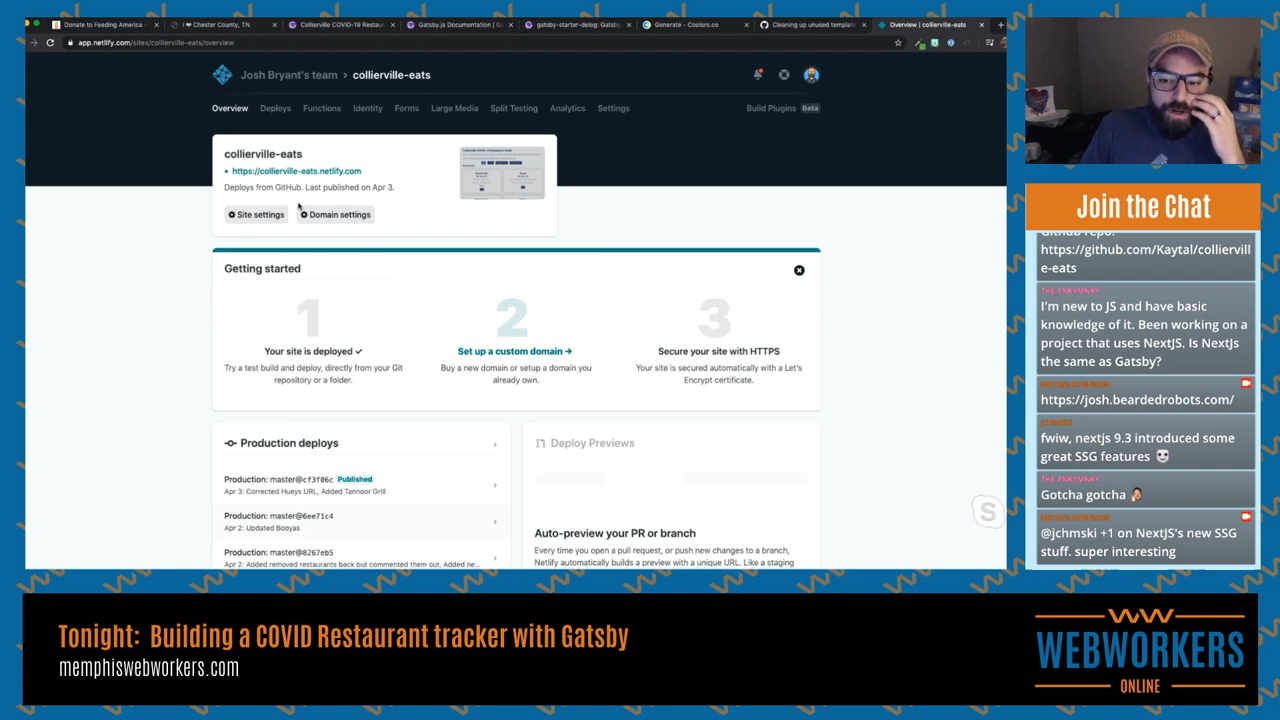 Donate to Feeding America
I ❤ Chester County, TN
Collierville COVID-19 Restaur
Gatsby.js Documentation | G
gatsby-starter-delog: Gatsby
Generate - Coolors.co
Cleaning up unused template
Overview | collierville-eats
app.netlify.com/sites/collierville-eats/overview
Josh Bryant's team > collierville-eats
Overview Deploys Functions Identity Forms Large Media Split Testing Analytics Settings Build Plugins Beta
collierville-eats
https://collierville-eats.netlify.com
Deploys from GitHub. Last published on Apr 3.
Site settings Domain settings
Getting started
1 2 3
Your site is deployed ✓
Try a test build and deploy, directly from your Git
repository or a folder.
Set up a custom domain →
Buy a new domain or setup a domain you
already own.
Secure your site with HTTPS
Your site is secured automatically with a Let's
Encrypt certificate.
Production deploys
Production: master@cf3f06c Published
Apr 3: Corrected Hueys URL, Added Tannoor Grill
Production: master@6ee71c4
Apr 2: Updated Booyas
Production: master@8267eb5
Apr 2: Added removed restaurants back but commented them out, Added ne...
Deploy Previews
Auto-preview your PR or branch
Every time you open a pull request, or push new changes to a branch,
Netlify automatically builds a preview with a unique URL. Like a staging
Join the Chat
Github repo:
https://github.com/Kaytal/colliervill
e-eats
THE_ENKYMNKY
I'm new to JS and have basic
knowledge of it. Been working on a
project that uses NextJS. Is NextJs
the same as Gatsby?
https://josh.beardedrobots.com/
fwiw, nextjs 9.3 introduced some
great SSG features
THE_ENKYMNKY
Gotcha gotcha
@jchmski +1 on NextJS's new SSG
stuff. super interesting
Tonight: Building a COVID Restaurant tracker with Gatsby
memphiswebworkers.com
WEBWORKERS
ONLINE